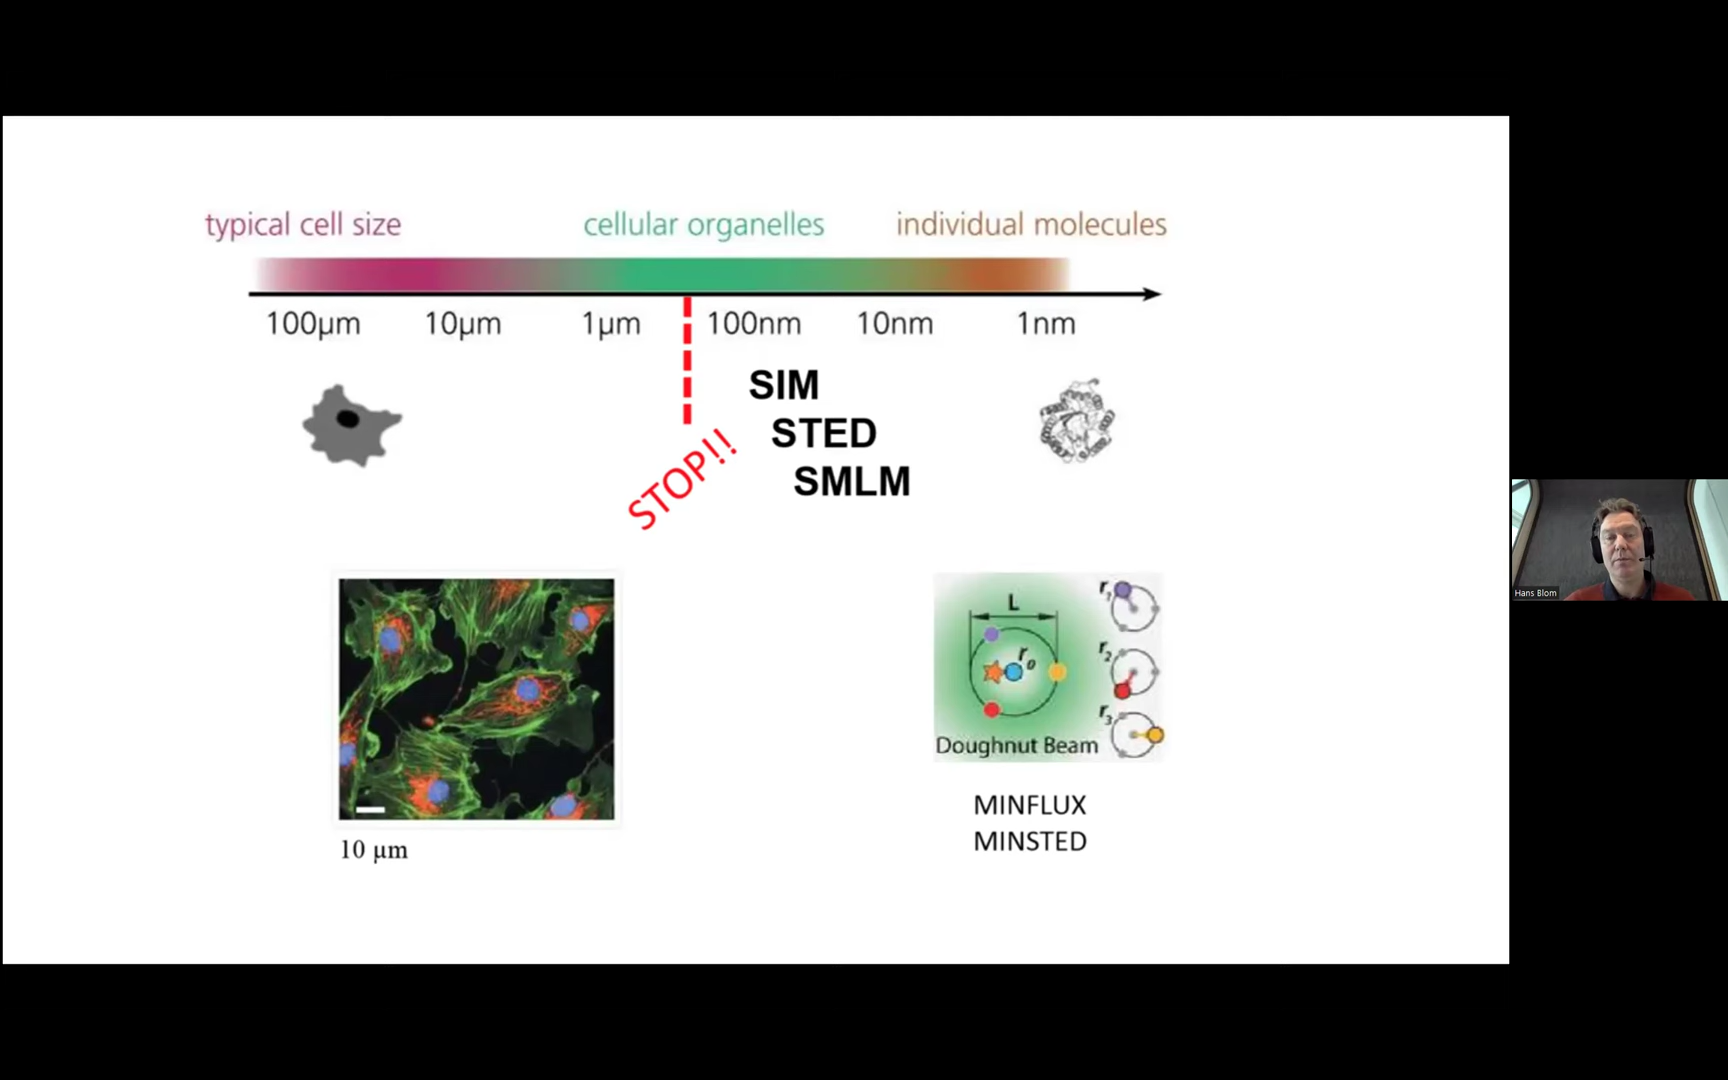 typical cell size
cellular organelles
individual molecules
100µm
10µm
1µm
100nm
10nm
1nm
SIM
STED
SMLM
STOP!!
L
r₀
r₁
r₂
r₃
Doughnut Beam
10 µm
MINFLUX
MINSTED
Hans Blom